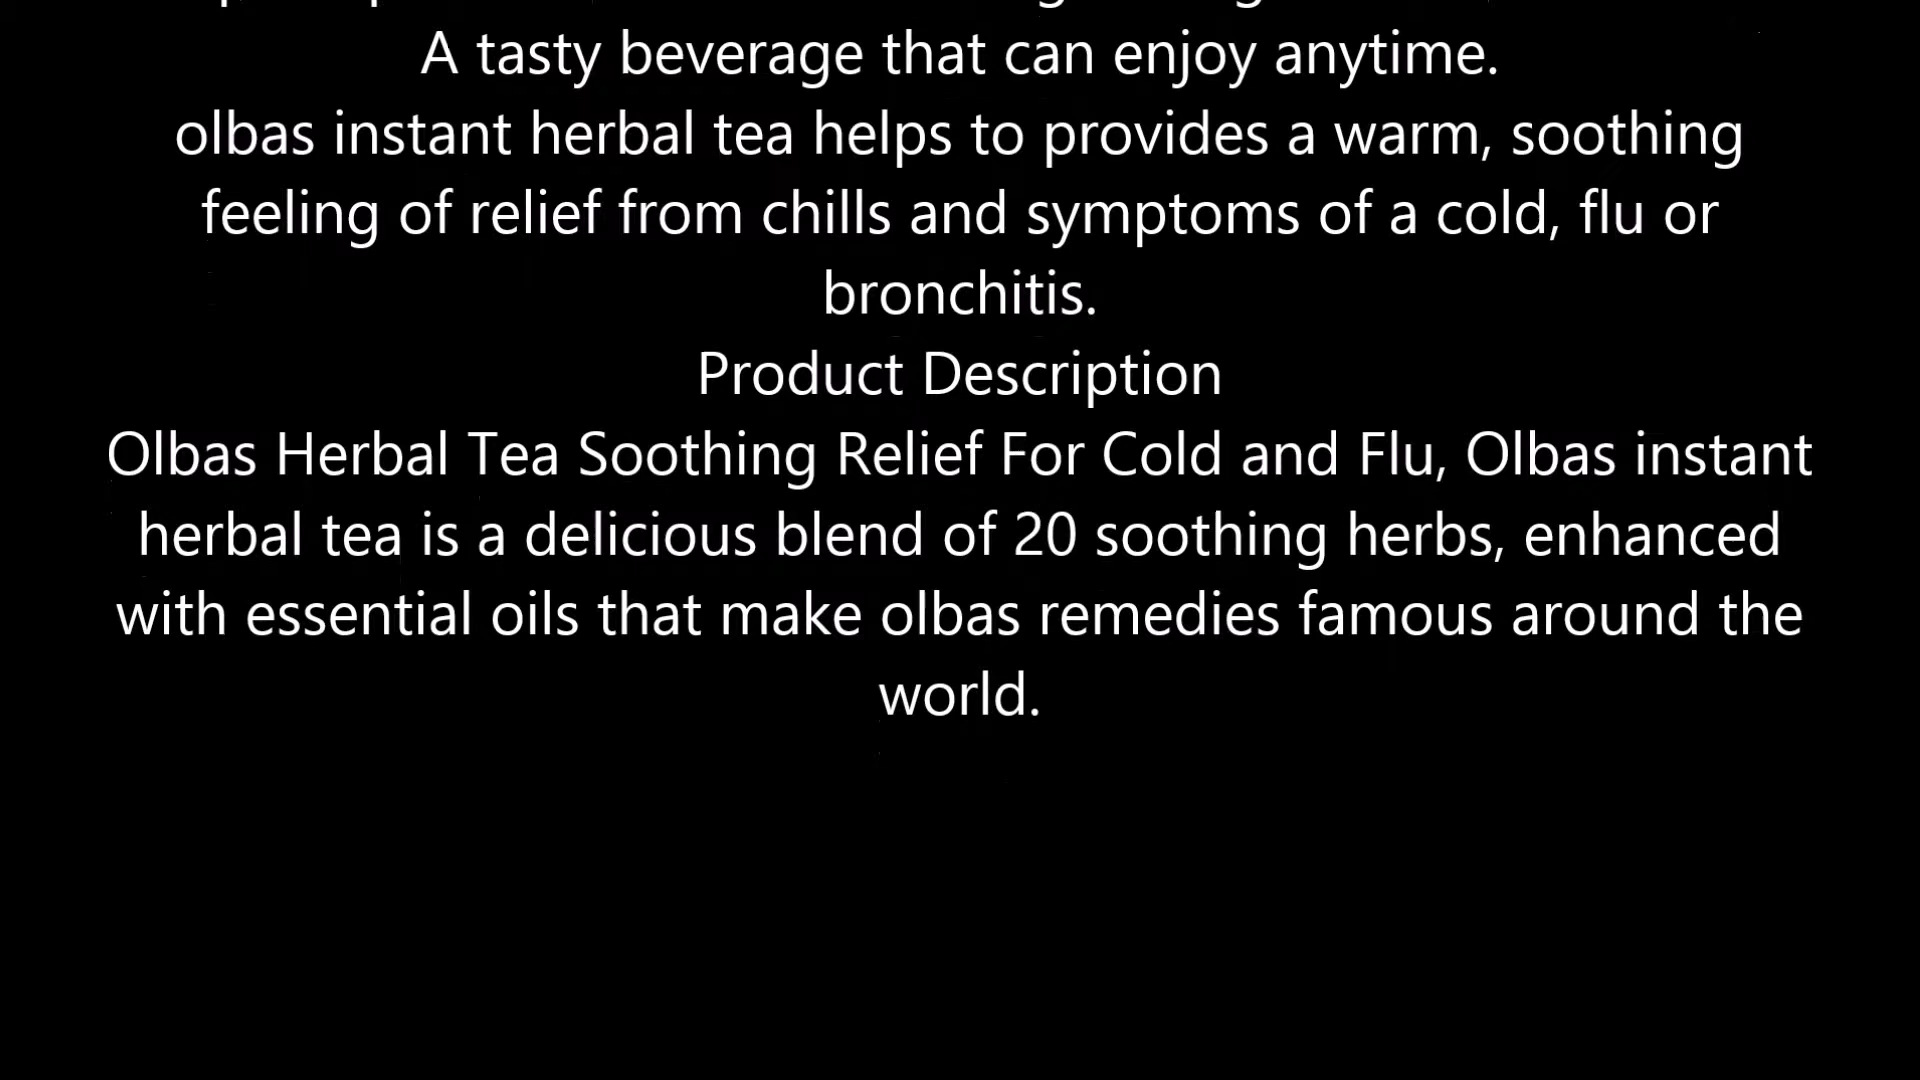 A tasty beverage that can enjoy anytime.
olbas instant herbal tea helps to provides a warm, soothing
feeling of relief from chills and symptoms of a cold, flu or
bronchitis.
Product Description
Olbas Herbal Tea Soothing Relief For Cold and Flu, Olbas instant
herbal tea is a delicious blend of 20 soothing herbs, enhanced
with essential oils that make olbas remedies famous around the
world.